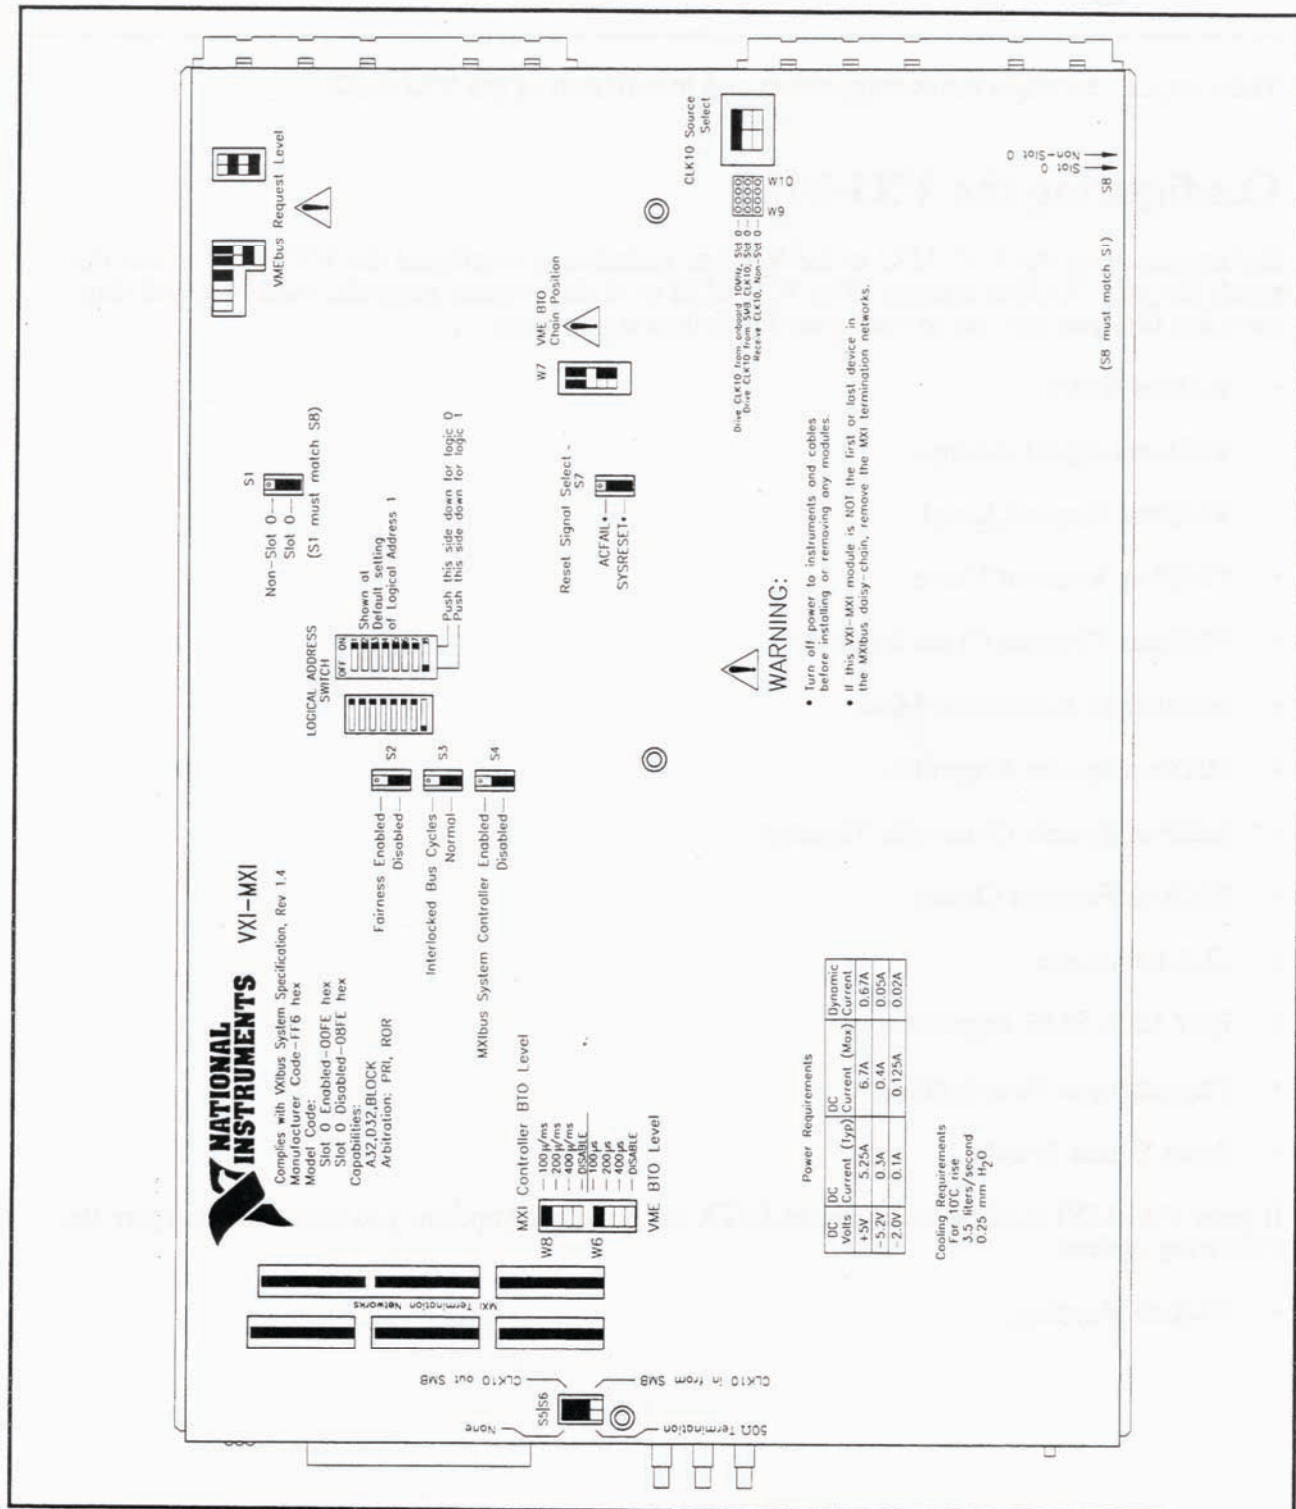 NATIONAL
INSTRUMENTS
VXI-MXI
Complies with VXIbus System Specification, Rev 1.4
Manufacturer Code-FF6 hex
Model Code:
Slot 0 Enabled-00FE hex
Slot 0 Disabled-08FE hex
Capabilities:
A32,D32,BLOCK
Arbitration: PRI, ROR
Fairness Enabled
Disabled
S2
Interlocked Bus Cycles
Normal
S3
MXIbus System Controller Enabled
Disabled
S4
LOGICAL ADDRESS
SWITCH
OFF ON
1
2
3
4
5
6
7
8
Shown at
Default setting
of Logical Address 1
Push this side down for logic 0
Push this side down for logic 1
S1
Non-Slot 0
Slot 0
(S1 must match S8)
VMEbus Request Level
W7
VME BTO
Chain Position
Reset Signal Select
S7
ACFAIL•
SYSRESET•
CLK10 Source
Select
W9
W10
Drive CLK10 from onboard 10MHz, Slot 0
Drive CLK10 from SMB CLK10, Slot 0
Receive CLK10, Non-Slot 0
WARNING:
• Turn off power to instruments and cables
before installing or removing any modules.
• If this VXI-MXI module is NOT the first or last device in
the MXIbus daisy-chain, remove the MXI termination networks.
S8
Slot 0
Non-Slot 0
(S8 must match S1)
MXI Controller BTO Level
W8
100 µ/ms
200 µ/ms
400 µ/ms
DISABLE
W6
100 µs
200 µs
400 µs
DISABLE
VME BTO Level
MXI Termination Networks
S5|S6
CLK10 out SMB
CLK10 in from SMB
None
50Ω Termination
Power Requirements
DC Volts DC Current (Typ) DC Current (Max) Dynamic Current
+5V 5.25A 6.7A 0.67A
-5.2V 0.3A 0.4A 0.05A
-2.0V 0.1A 0.125A 0.02A
Cooling Requirements
For 10°C rise
3.5 liters/second
0.25 mm H₂O